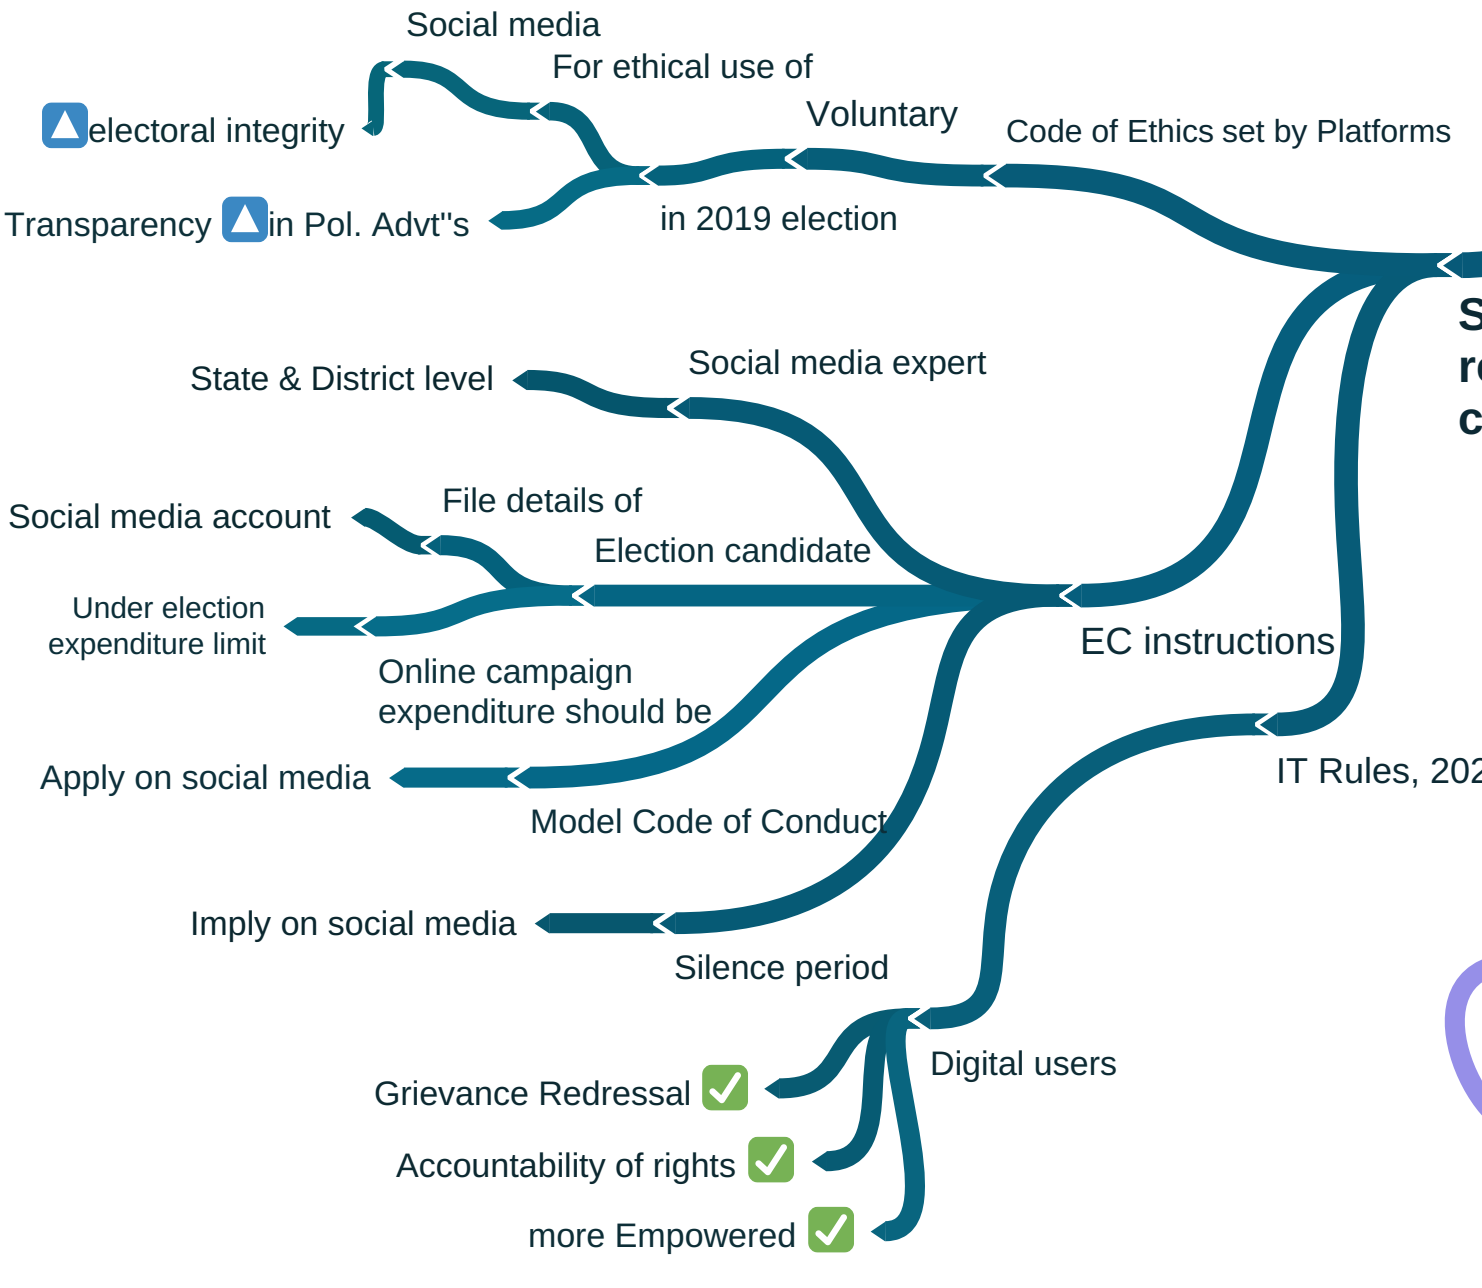 Social media
For ethical use of
Voluntary
Code of Ethics set by Platforms
🔼electoral integrity
Transparency 🔼in Pol. Advt"s
in 2019 election
Social media expert
State & District level
File details of
Social media account
Election candidate
Under election
expenditure limit
EC instructions
Online campaign
expenditure should be
Apply on social media
IT Rules, 202
Model Code of Conduct
Imply on social media
Silence period
Digital users
Grievance Redressal ✅
Accountability of rights ✅
more Empowered ✅